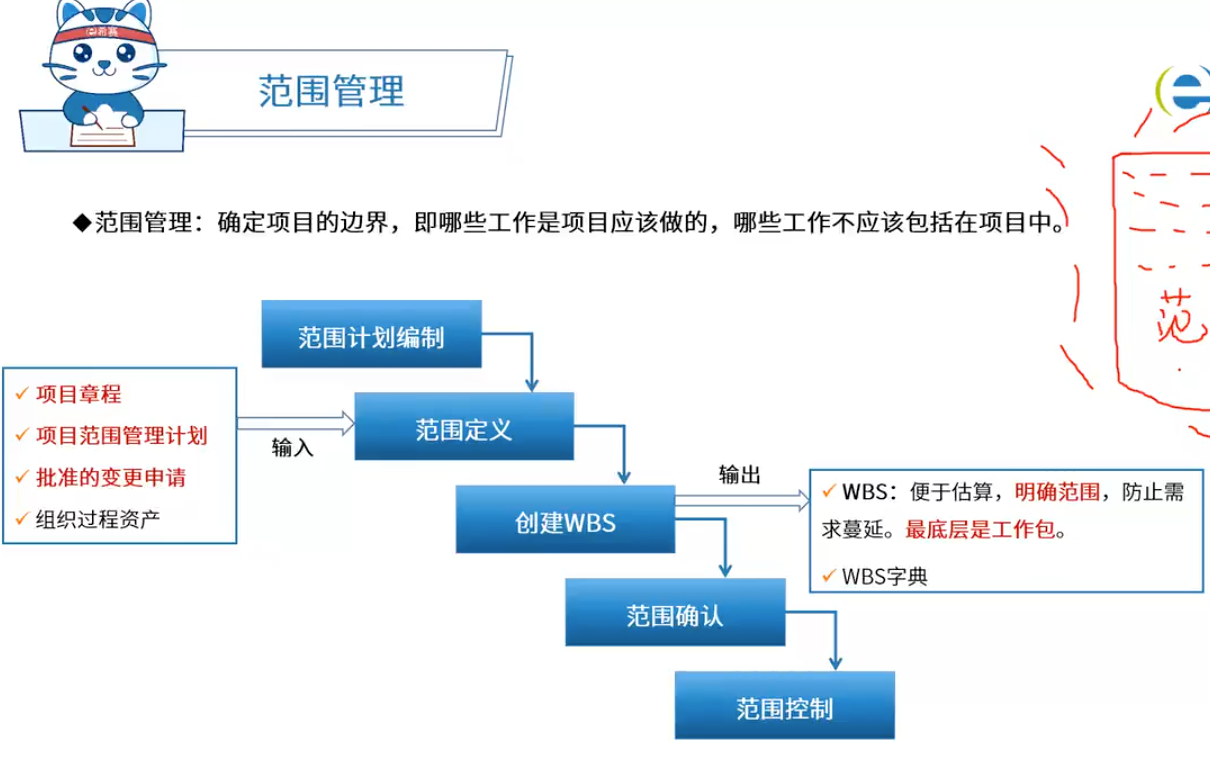 范围管理
◆范围管理：确定项目的边界，即哪些工作是项目应该做的，哪些工作不应该包括在项目中。
范围计划编制
✓项目章程
✓项目范围管理计划
✓批准的变更申请
✓组织过程资产
输入
范围定义
创建WBS
输出
✓WBS：便于估算，明确范围，防止需
求蔓延。最底层是工作包。
✓WBS字典
范围确认
范围控制
范